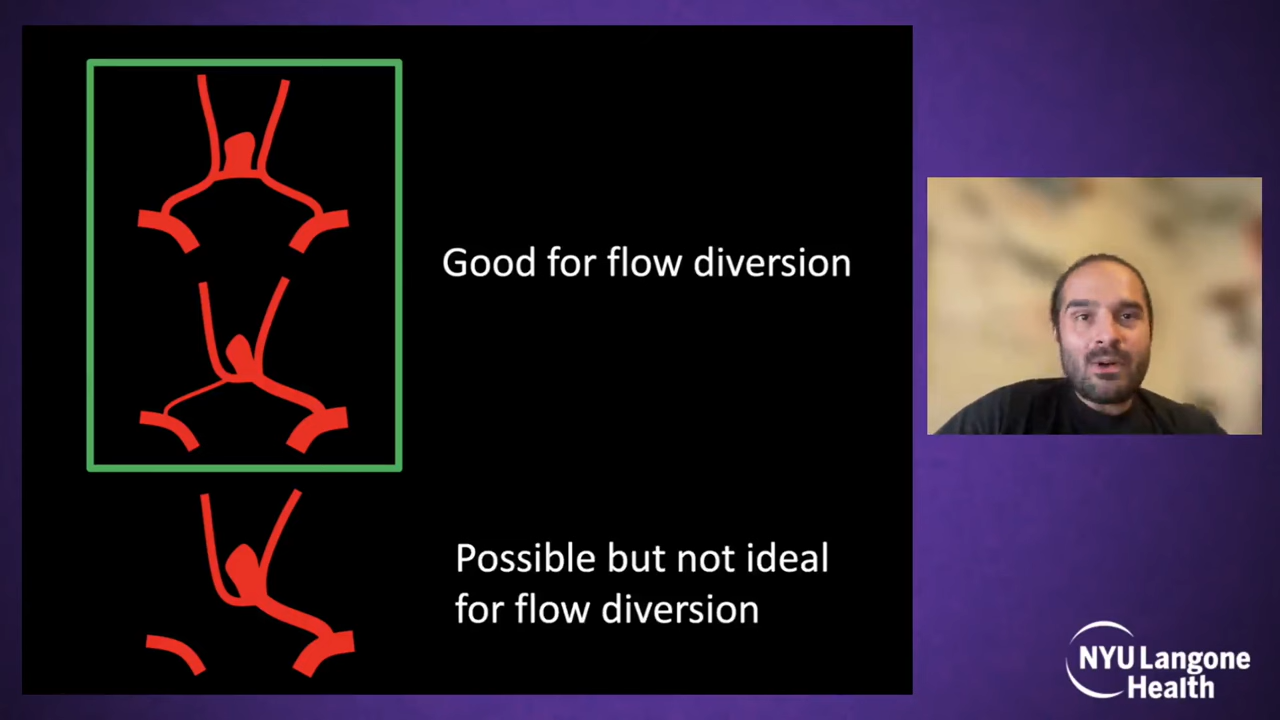 Good for flow diversion
Possible but not ideal
for flow diversion
NYU Langone
Health